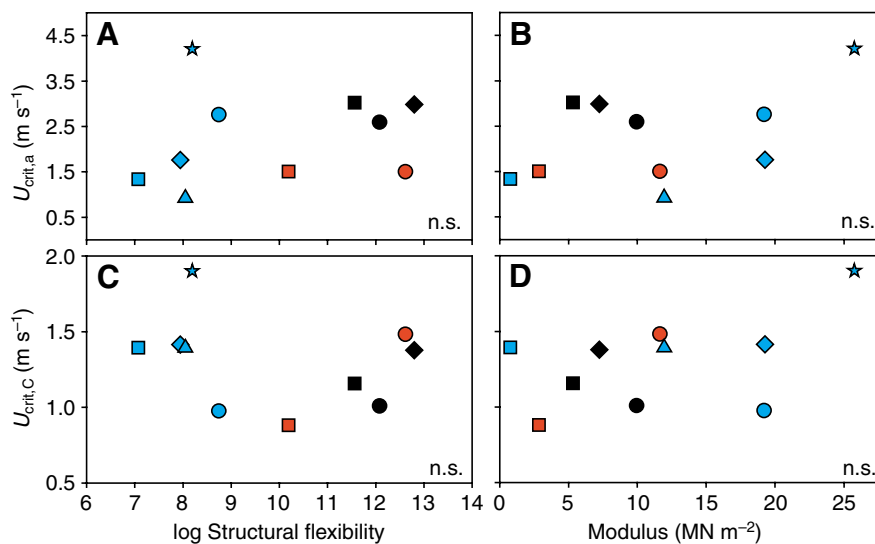 A
B
4.5
3.5
2.5
1.5
0.5
Ucrit,a (m s−1)
n.s.
n.s.
C
D
2.0
1.5
1.0
0.5
Ucrit,C (m s−1)
n.s.
n.s.
6 7 8 9 10 11 12 13 14
0 5 10 15 20 25
log Structural flexibility
Modulus (MN m−2)